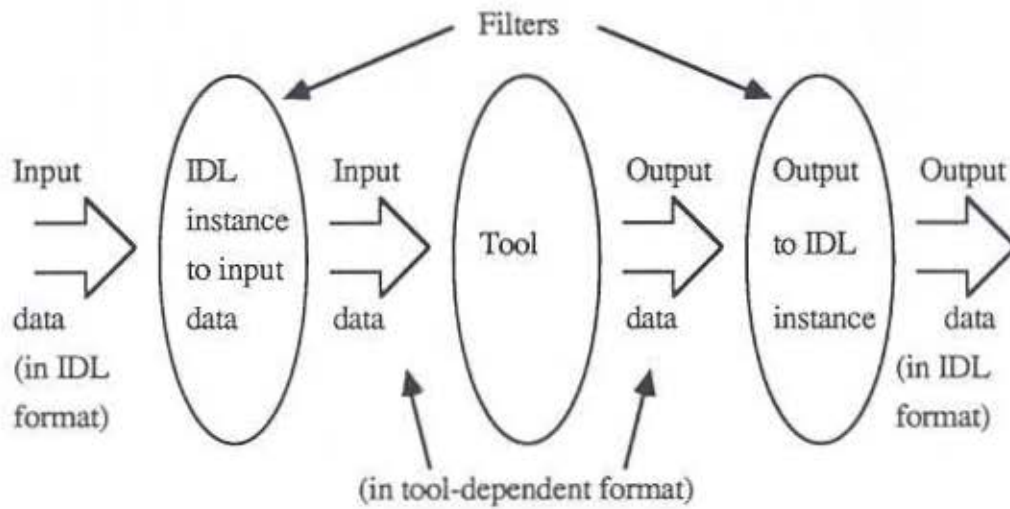 Filters
Input
data
(in IDL
format)
IDL
instance
to input
data
Input
data
Tool
Output
data
Output
to IDL
instance
Output
data
(in IDL
format)
(in tool-dependent format)